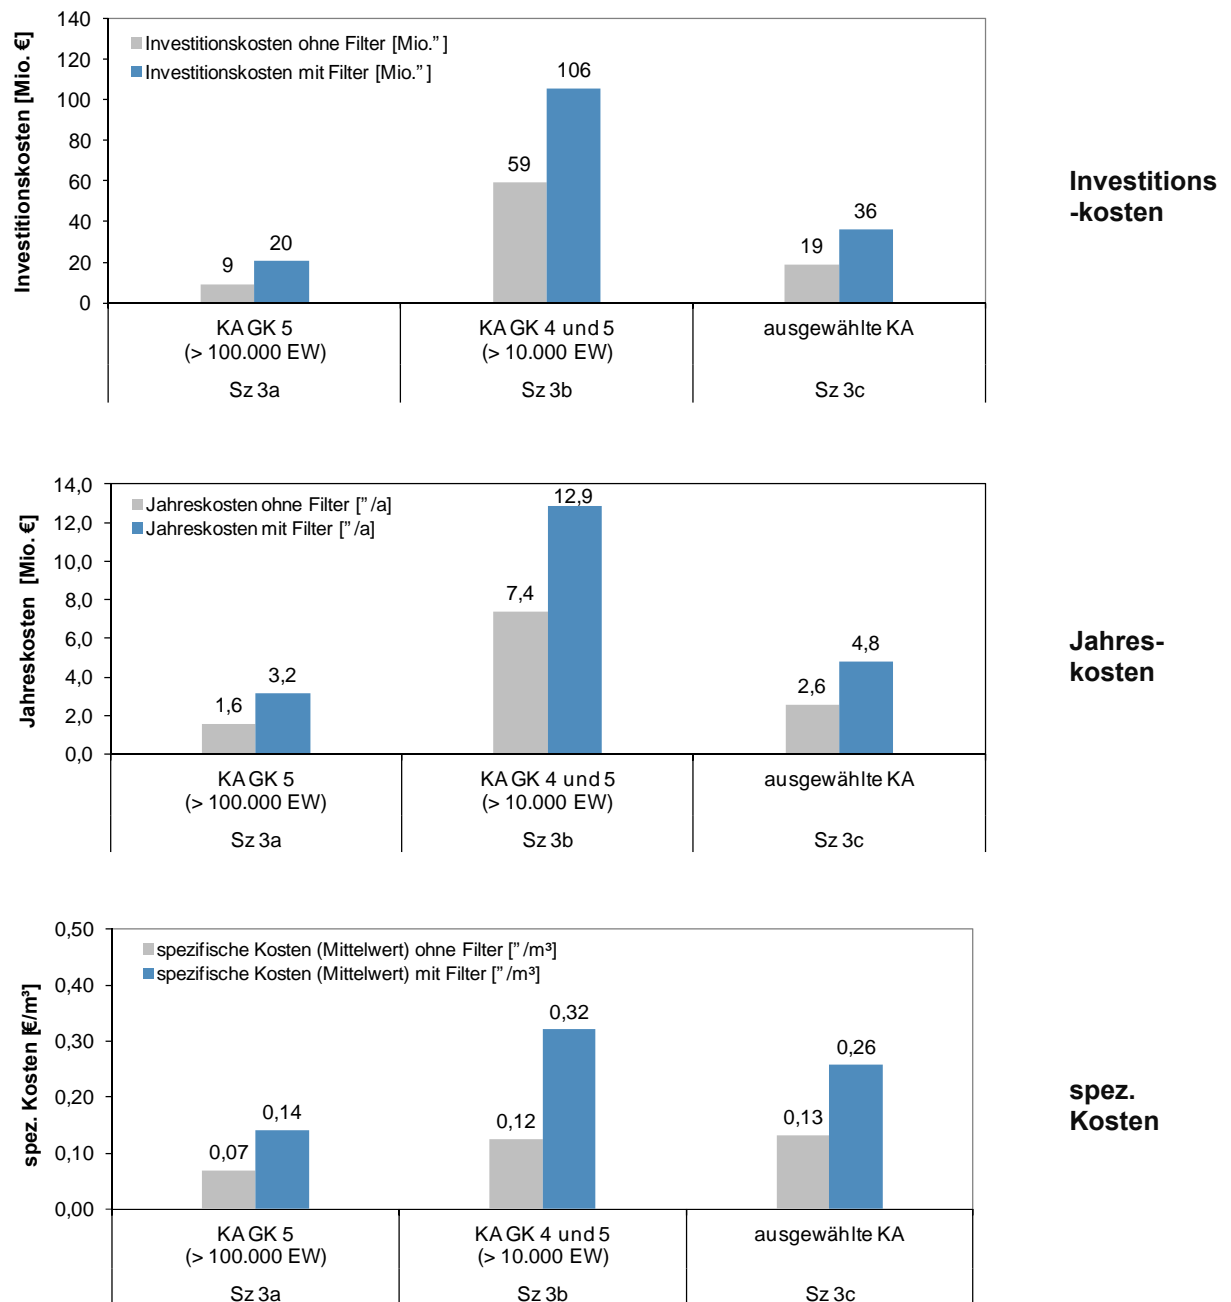 Investitionskosten [Mio. €]
140
120
100
80
60
40
20
0
Investitionskosten ohne Filter [Mio.” ]
Investitionskosten mit Filter [Mio.” ]
9
20
59
106
19
36
KA GK 5
(> 100.000 EW)
KA GK 4 und 5
(> 10.000 EW)
ausgewählte KA
Sz 3a
Sz 3b
Sz 3c
Investitions
-kosten
Jahreskosten [Mio. €]
14,0
12,0
10,0
8,0
6,0
4,0
2,0
0,0
Jahreskosten ohne Filter [” /a]
Jahreskosten mit Filter [” /a]
1,6
3,2
7,4
12,9
2,6
4,8
KA GK 5
(> 100.000 EW)
KA GK 4 und 5
(> 10.000 EW)
ausgewählte KA
Sz 3a
Sz 3b
Sz 3c
Jahres-
kosten
spez. Kosten [€/m³]
0,50
0,40
0,30
0,20
0,10
0,00
spezifische Kosten (Mittelwert) ohne Filter [” /m³]
spezifische Kosten (Mittelwert) mit Filter [” /m³]
0,07
0,14
0,12
0,32
0,13
0,26
KA GK 5
(> 100.000 EW)
KA GK 4 und 5
(> 10.000 EW)
ausgewählte KA
Sz 3a
Sz 3b
Sz 3c
spez.
Kosten